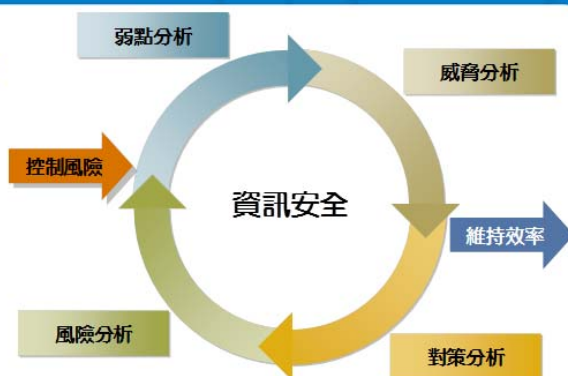 弱點分析
威脅分析
控制風險
資訊安全
維持效率
風險分析
對策分析